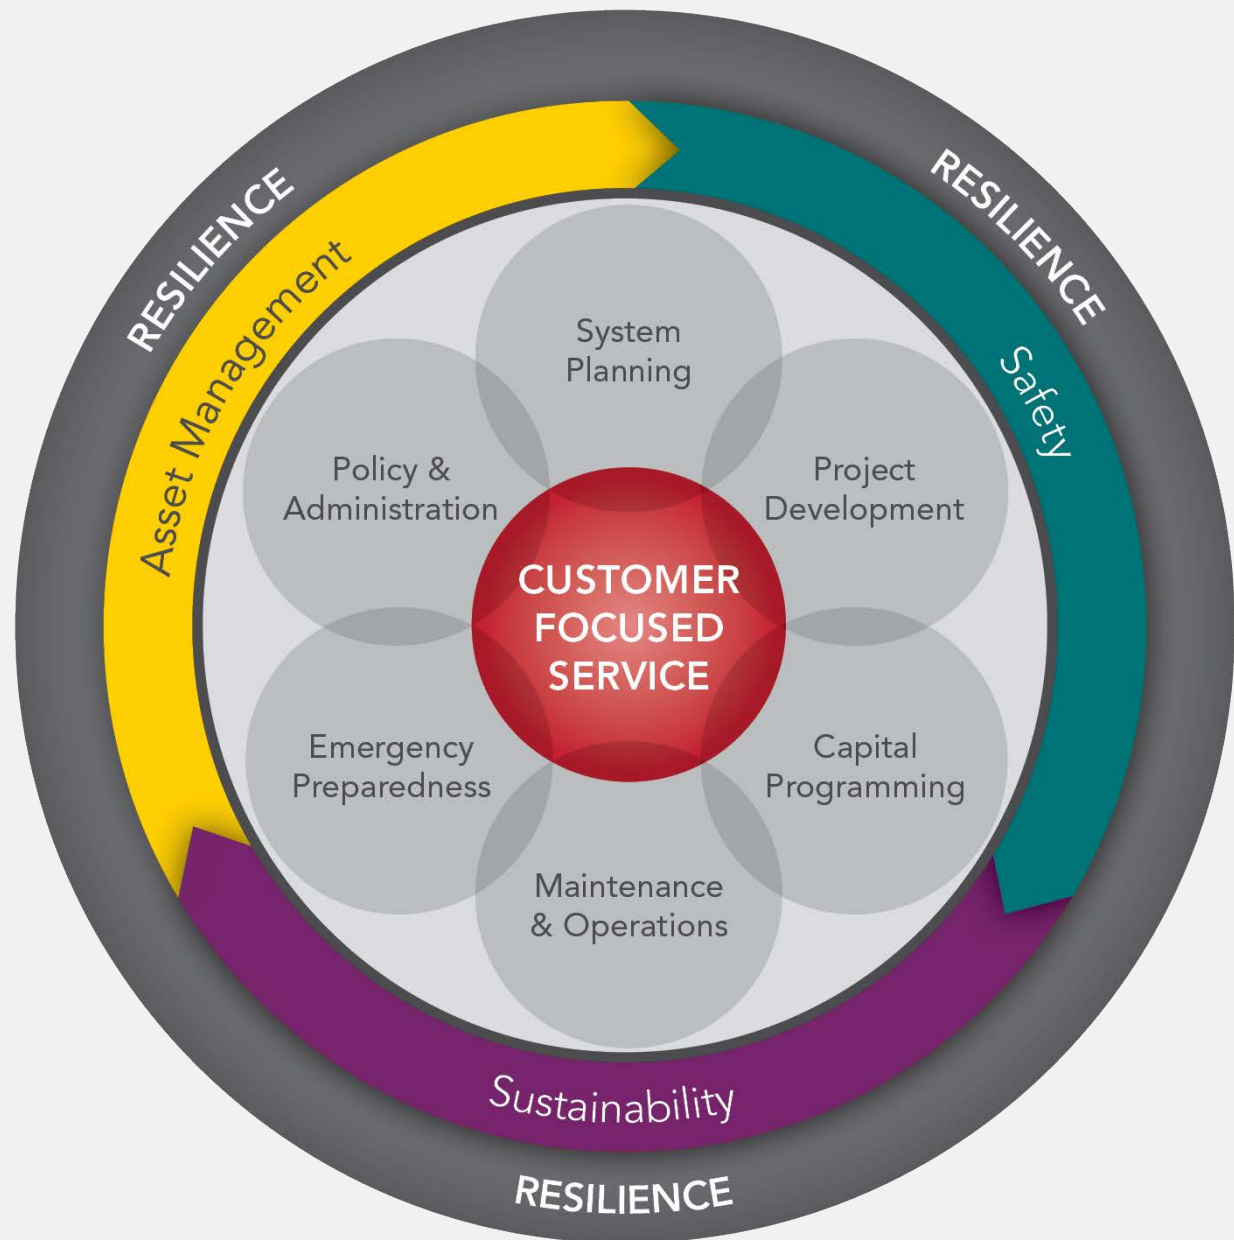 RESILIENCE
RESILIENCE
Asset Management
Safety
System
Planning
Policy &
Administration
Project
Development
CUSTOMER
FOCUSED
SERVICE
Emergency
Preparedness
Capital
Programming
Maintenance
& Operations
Sustainability
RESILIENCE